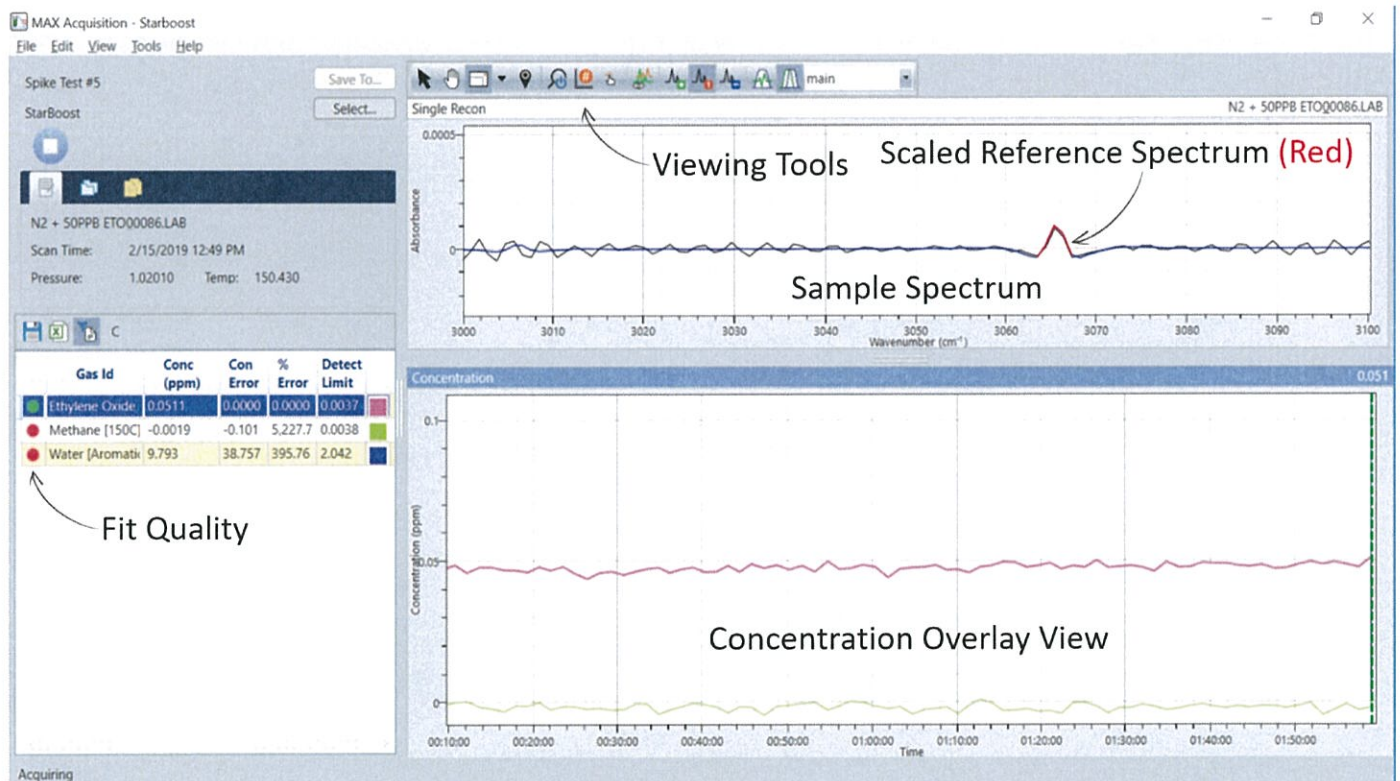 MAX Acquisition - Starboost
File Edit View Tools Help
Spike Test #5
Save To...
StarBoost
Select...
main
N2 + 50PPB ETO00086.LAB
Scan Time: 2/15/2019 12:49 PM
Pressure: 1.02010 Temp: 150.430
C
Gas Id Conc (ppm) Con Error % Error Detect Limit
Ethylene Oxide 0.0511 0.0000 0.0000 0.0037
Methane [150C] -0.0019 -0.101 5,227.7 0.0038
Water [Aromatic 9.793 38.757 395.76 2.042
Fit Quality
Single Recon N2 + 50PPB ETO00086.LAB
0.0005
Viewing Tools
Scaled Reference Spectrum (Red)
Absorbance
0
Sample Spectrum
3000 3010 3020 3030 3040 3050 3060 3070 3080 3090 3100
Wavenumber (cm⁻¹)
Concentration 0.051
0.1
Concentration (ppm)
0.05
Concentration Overlay View
0
00:10:00 00:20:00 00:30:00 00:40:00 00:50:00 01:00:00 01:10:00 01:20:00 01:30:00 01:40:00 01:50:00
Time
Acquiring